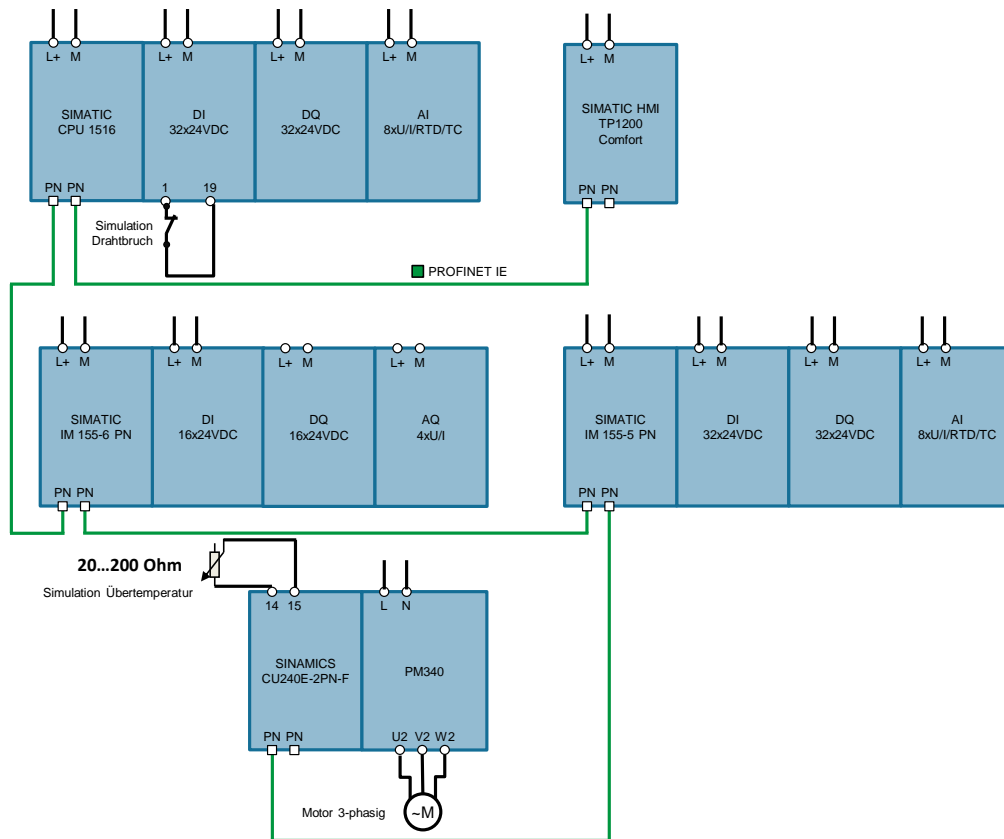 L+ M L+ M L+ M L+ M L+ M
SIMATIC
CPU 1516
DI
32x24VDC
DQ
32x24VDC
AI
8xU/I/RTD/TC
SIMATIC HMI
TP1200
Comfort
PN PN 1 19 PN PN
Simulation
Drahtbruch
PROFINET IE
L+ M L+ M L+ M L+ M L+ M L+ M L+ M L+ M
SIMATIC
IM 155-6 PN
DI
16x24VDC
DQ
16x24VDC
AQ
4xU/I
SIMATIC
IM 155-5 PN
DI
32x24VDC
DQ
32x24VDC
AI
8xU/I/RTD/TC
PN PN PN PN
20...200 Ohm
Simulation Übertemperatur
14 15 L N
SINAMICS
CU240E-2PN-F
PM340
PN PN U2 V2 W2
Motor 3-phasig
~M